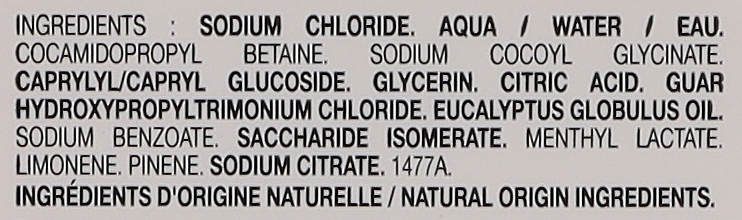 INGREDIENTS : SODIUM CHLORIDE. AQUA / WATER / EAU.
COCAMIDOPROPYL BETAINE. SODIUM COCOYL GLYCINATE.
CAPRYLYL/CAPRYL GLUCOSIDE. GLYCERIN. CITRIC ACID. GUAR
HYDROXYPROPYLTRIMONIUM CHLORIDE. EUCALYPTUS GLOBULUS OIL.
SODIUM BENZOATE. SACCHARIDE ISOMERATE. MENTHYL LACTATE.
LIMONENE. PINENE. SODIUM CITRATE. 1477A.
INGRÉDIENTS D'ORIGINE NATURELLE / NATURAL ORIGIN INGREDIENTS.